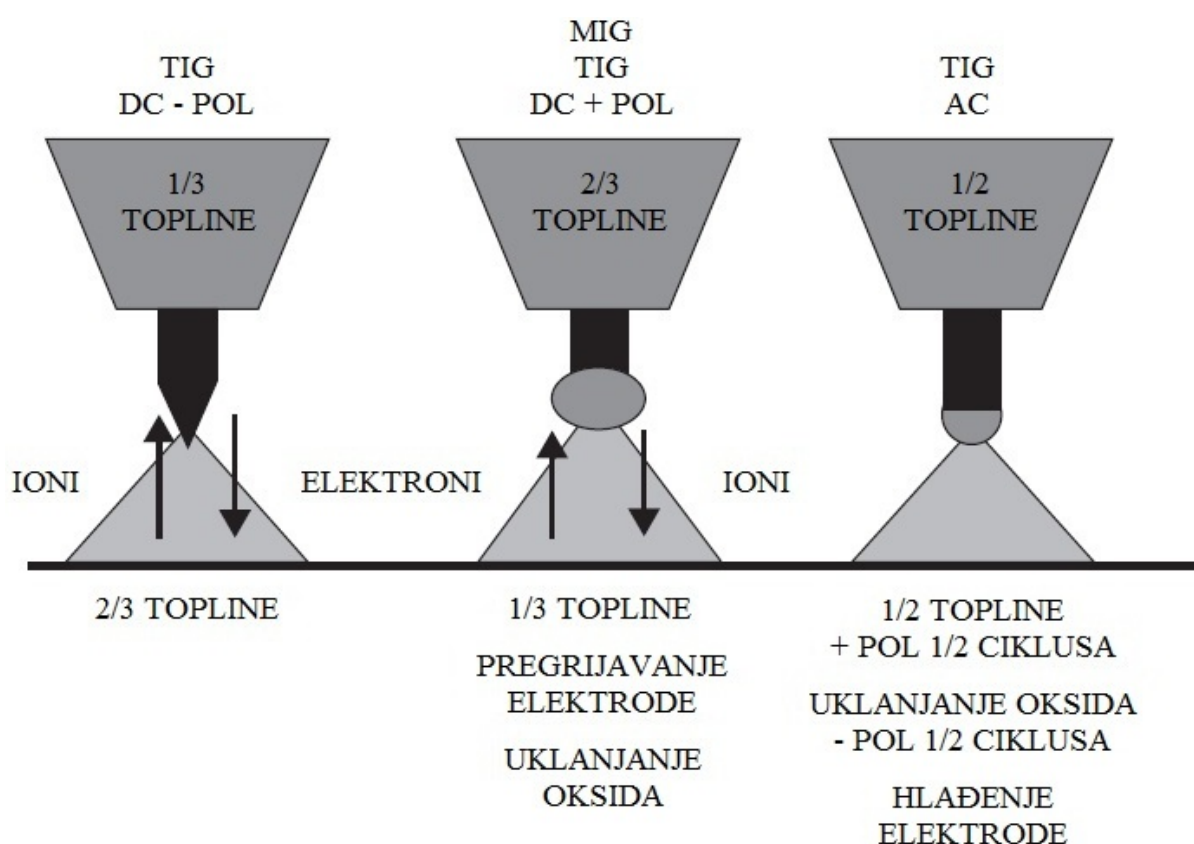 TIG
DC - POL
1/3
TOPLINE
IONI
2/3 TOPLINE
ELEKTRONI
MIG
TIG
DC + POL
2/3
TOPLINE
IONI
1/3 TOPLINE
PREGRIJAVANJE
ELEKTRODE
UKLANJANJE
OKSIDA
TIG
AC
1/2
TOPLINE
1/2 TOPLINE
+ POL 1/2 CIKLUSA
UKLANJANJE OKSIDA
- POL 1/2 CIKLUSA
HLAĐENJE
ELEKTRODE